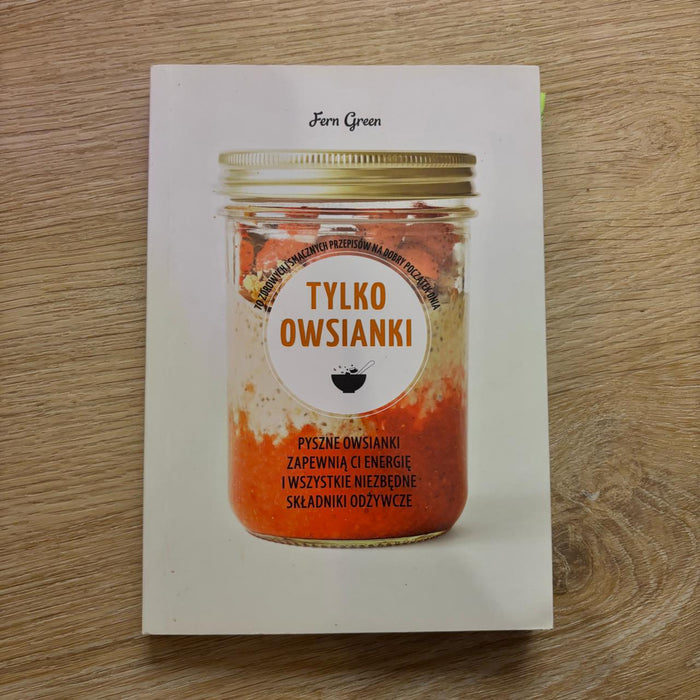 Fern Green
70 ZDROWYCH I SMACZNYCH PRZEPISÓW NA DOBRY POCZĄTEK DNIA
TYLKO
OWSIANKI
PYSZNE OWSIANKI
ZAPEWNIĄ CI ENERGIĘ
I WSZYSTKIE NIEZBĘDNE
SKŁADNIKI ODŻYWCZE